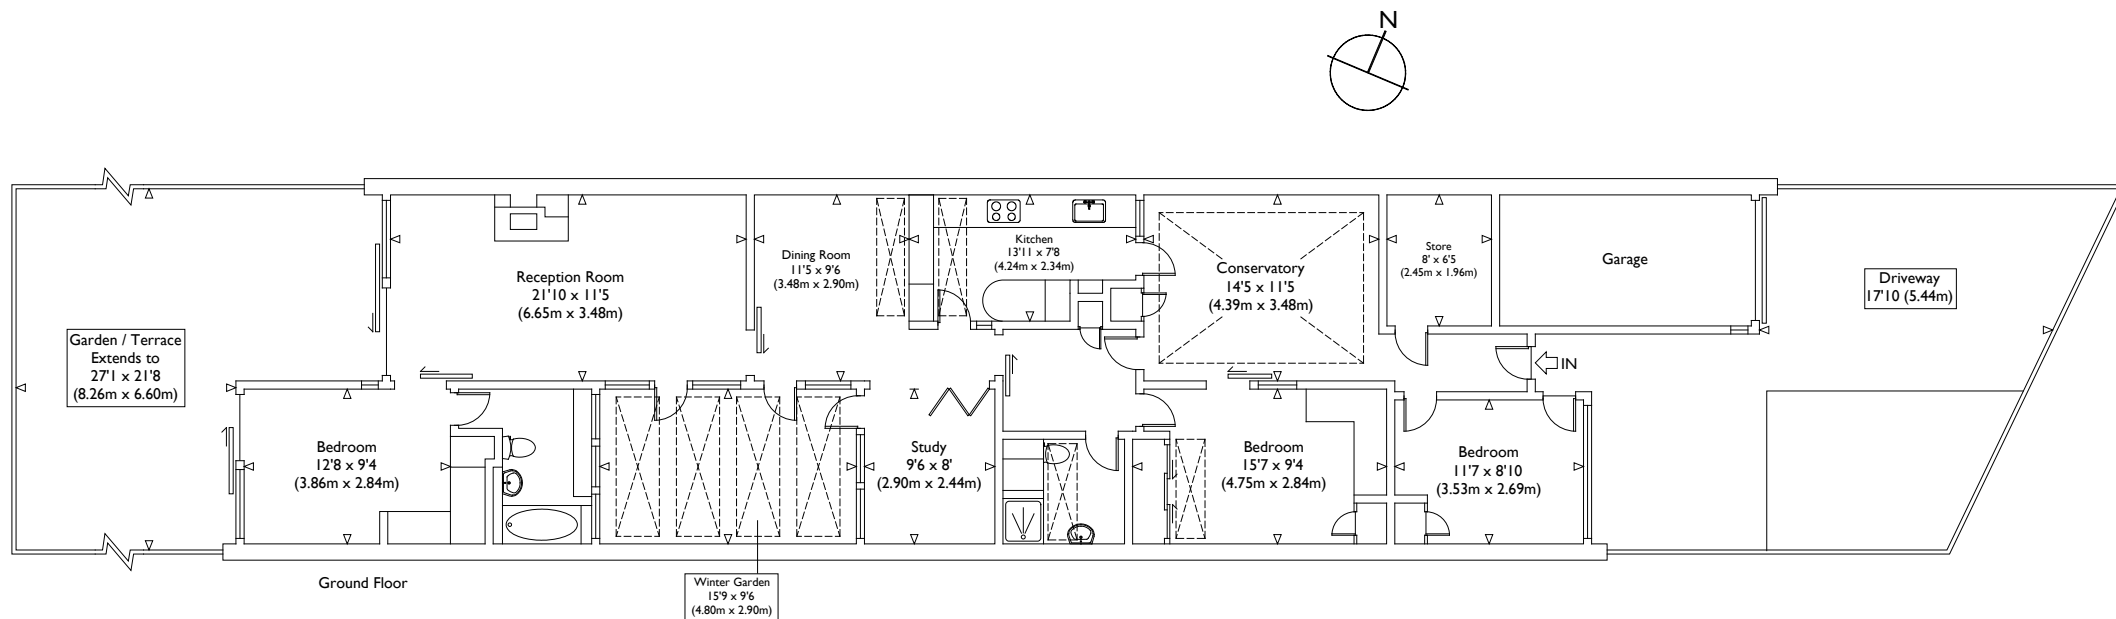 N
Garden / Terrace
Extends to
27'1 x 21'8
(8.26m x 6.60m)
Reception Room
21'10 x 11'5
(6.65m x 3.48m)
Dining Room
11'5 x 9'6
(3.48m x 2.90m)
Kitchen
13'11 x 7'8
(4.24m x 2.34m)
Conservatory
14'5 x 11'5
(4.39m x 3.48m)
Store
8' x 6'5
(2.45m x 1.96m)
Garage
Driveway
17'10 (5.44m)
IN
Bedroom
12'8 x 9'4
(3.86m x 2.84m)
Study
9'6 x 8'
(2.90m x 2.44m)
Bedroom
15'7 x 9'4
(4.75m x 2.84m)
Bedroom
11'7 x 8'10
(3.53m x 2.69m)
Ground Floor
Winter Garden
15'9 x 9'6
(4.80m x 2.90m)